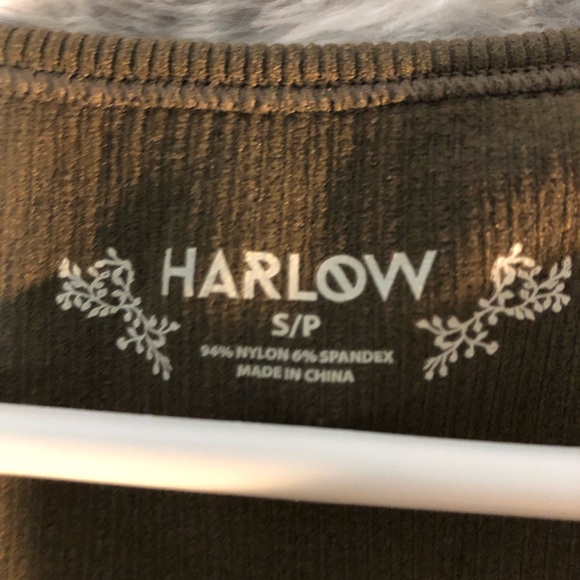 HARLOW
S/P
94% NYLON 6% SPANDEX
MADE IN CHINA